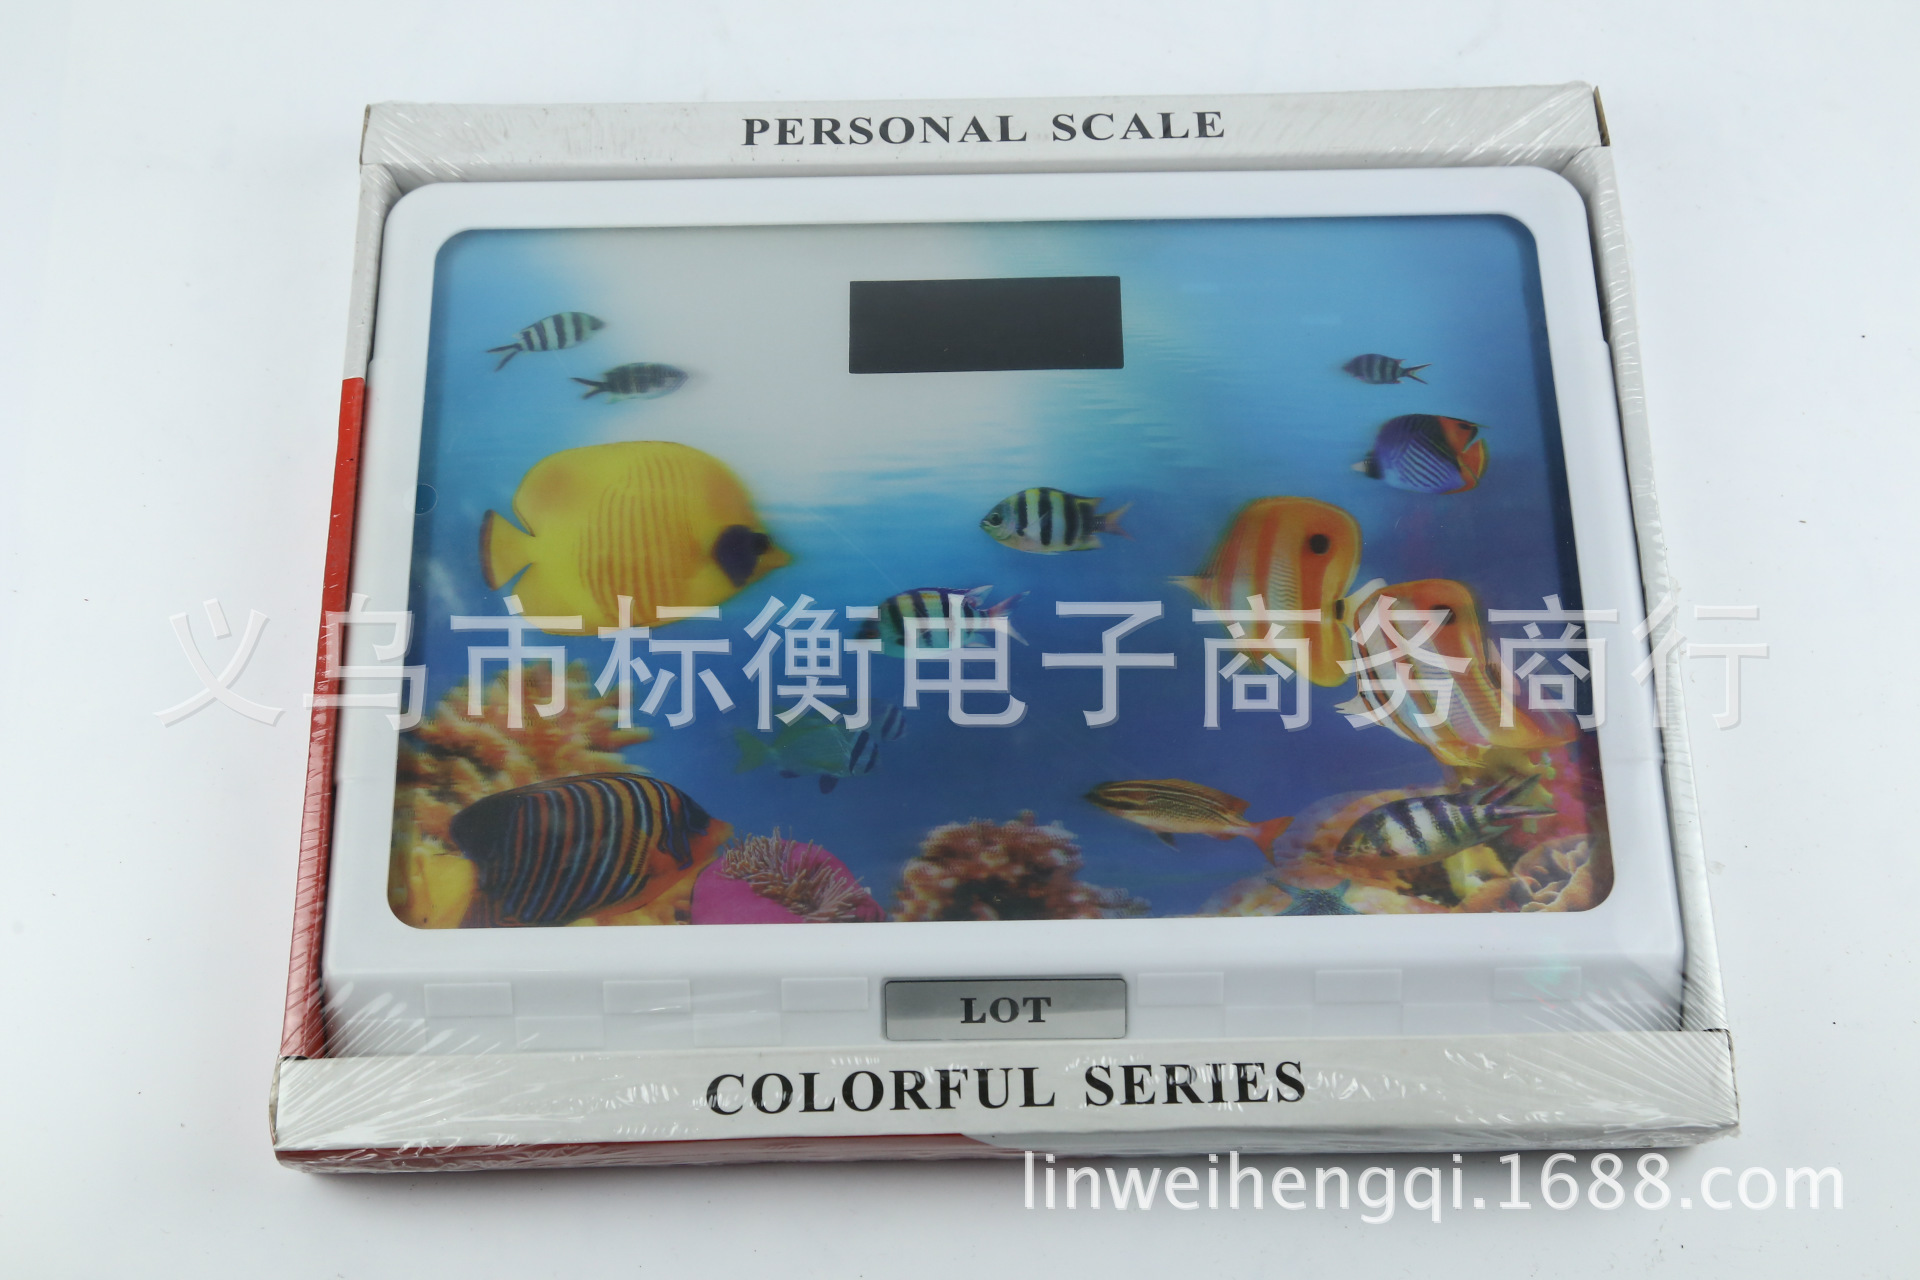 PERSONAL SCALE
义乌市标衡电子商务商行
LOT
COLORFUL SERIES
linweihengqi.1688.com